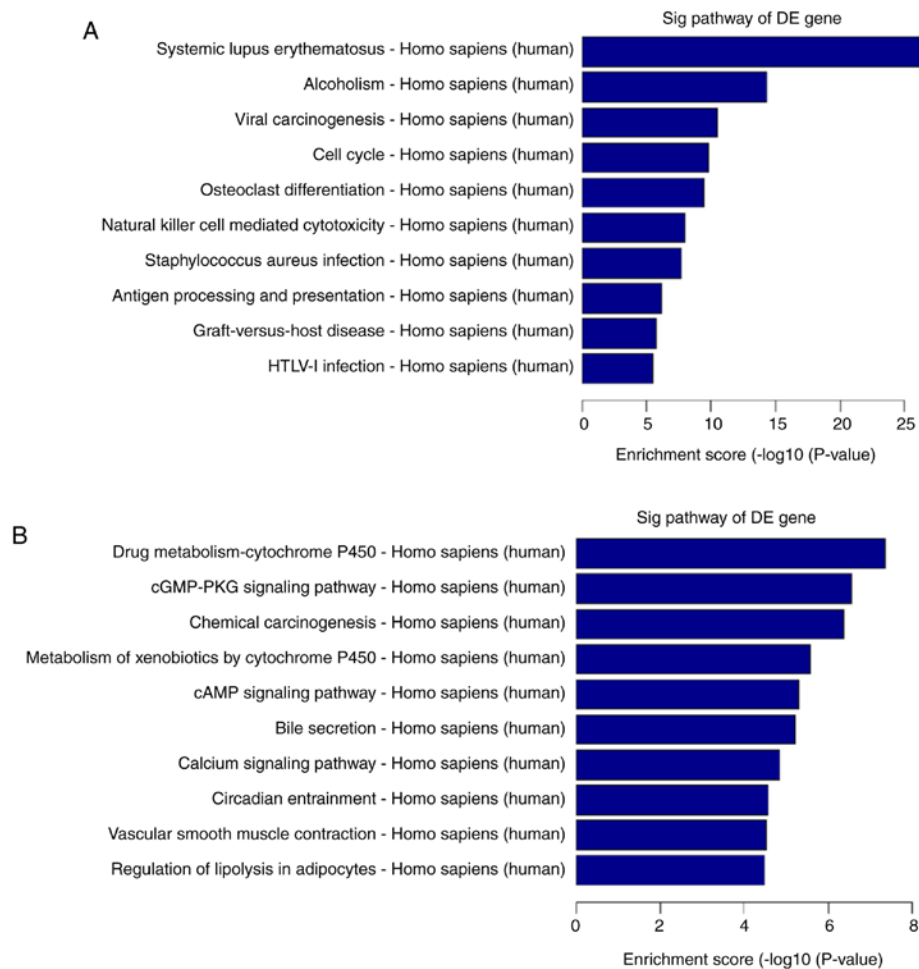 A
Sig pathway of DE gene
Systemic lupus erythematosus - Homo sapiens (human)
Alcoholism - Homo sapiens (human)
Viral carcinogenesis - Homo sapiens (human)
Cell cycle - Homo sapiens (human)
Osteoclast differentiation - Homo sapiens (human)
Natural killer cell mediated cytotoxicity - Homo sapiens (human)
Staphylococcus aureus infection - Homo sapiens (human)
Antigen processing and presentation - Homo sapiens (human)
Graft-versus-host disease - Homo sapiens (human)
HTLV-I infection - Homo sapiens (human)
0 5 10 15 20 25
Enrichment score (-log10 (P-value)
B
Sig pathway of DE gene
Drug metabolism-cytochrome P450 - Homo sapiens (human)
cGMP-PKG signaling pathway - Homo sapiens (human)
Chemical carcinogenesis - Homo sapiens (human)
Metabolism of xenobiotics by cytochrome P450 - Homo sapiens (human)
cAMP signaling pathway - Homo sapiens (human)
Bile secretion - Homo sapiens (human)
Calcium signaling pathway - Homo sapiens (human)
Circadian entrainment - Homo sapiens (human)
Vascular smooth muscle contraction - Homo sapiens (human)
Regulation of lipolysis in adipocytes - Homo sapiens (human)
0 2 4 6 8
Enrichment score (-log10 (P-value)